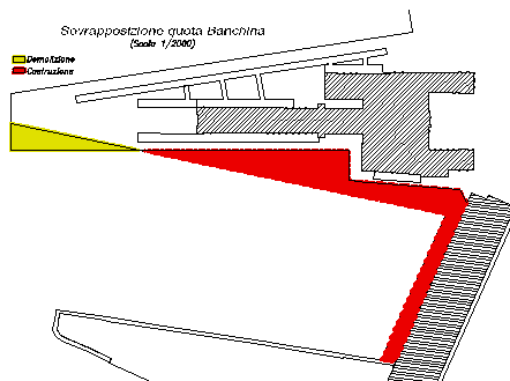 Sovrapposizione quota Banchina
(Scala 1/2000)
Demolizione
Costruzione